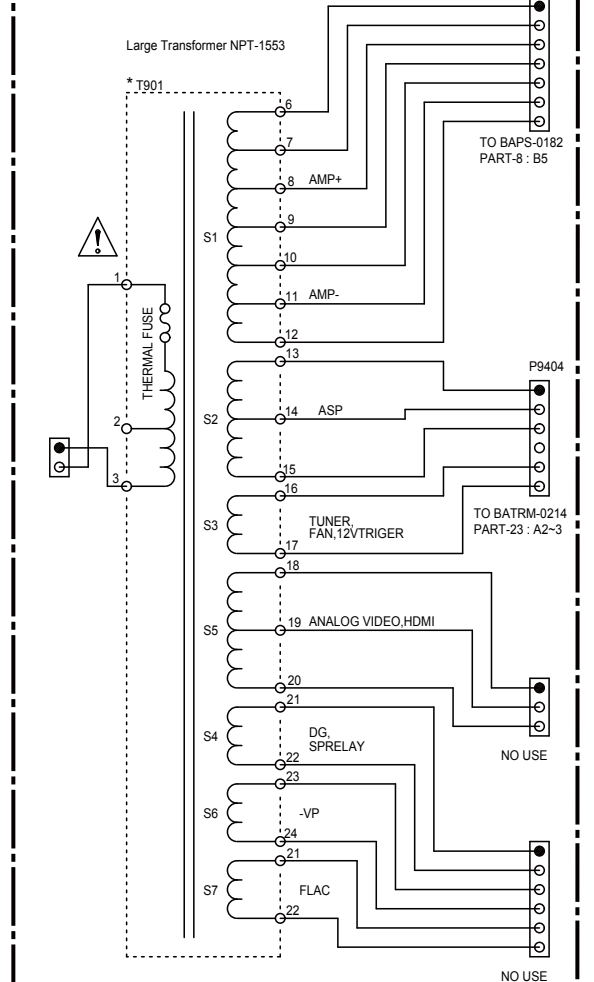 Large Transformer NPT-1553
* T901
6
7
TO BAPS-0182
PART-8 : B5
8 AMP+
9
S1
10
1
11 AMP-
THERMAL FUSE
12
13
P9404
2
S2
14 ASP
3
15
16
TO BATRM-0214
PART-23 : A2~3
S3
TUNER,
FAN,12VTRIGER
17
18
S5
19 ANALOG VIDEO,HDMI
20
21
S4
DG,
SPRELAY
NO USE
22
23
S6
-VP
24
21
S7
FLAC
22
NO USE